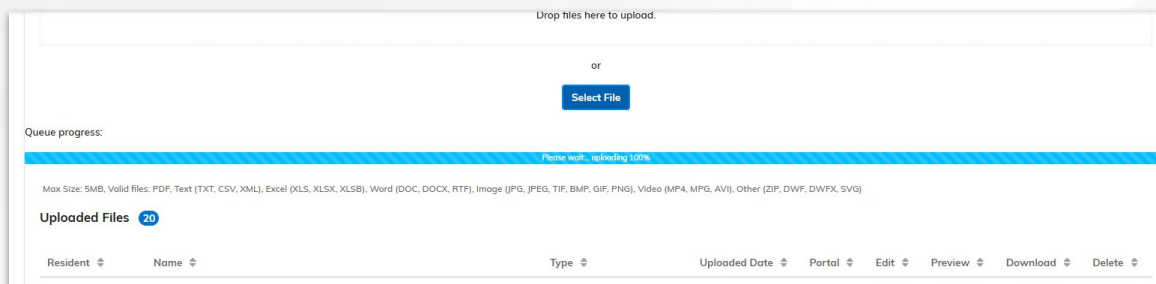 Drop files here to upload.
or
Select File
Queue progress:
Please wait... uploading 100%
Max Size: 5MB, Valid files: PDF, Text (TXT, CSV, XML), Excel (XLS, XLSX, XLSB), Word (DOC, DOCX, RTF), Image (JPG, JPEG, TIF, BMP, GIF, PNG), Video (MP4, MPG, AVI), Other (ZIP, DWF, DWFX, SVG)
Uploaded Files 20
Resident Name Type Uploaded Date Portal Edit Preview Download Delete